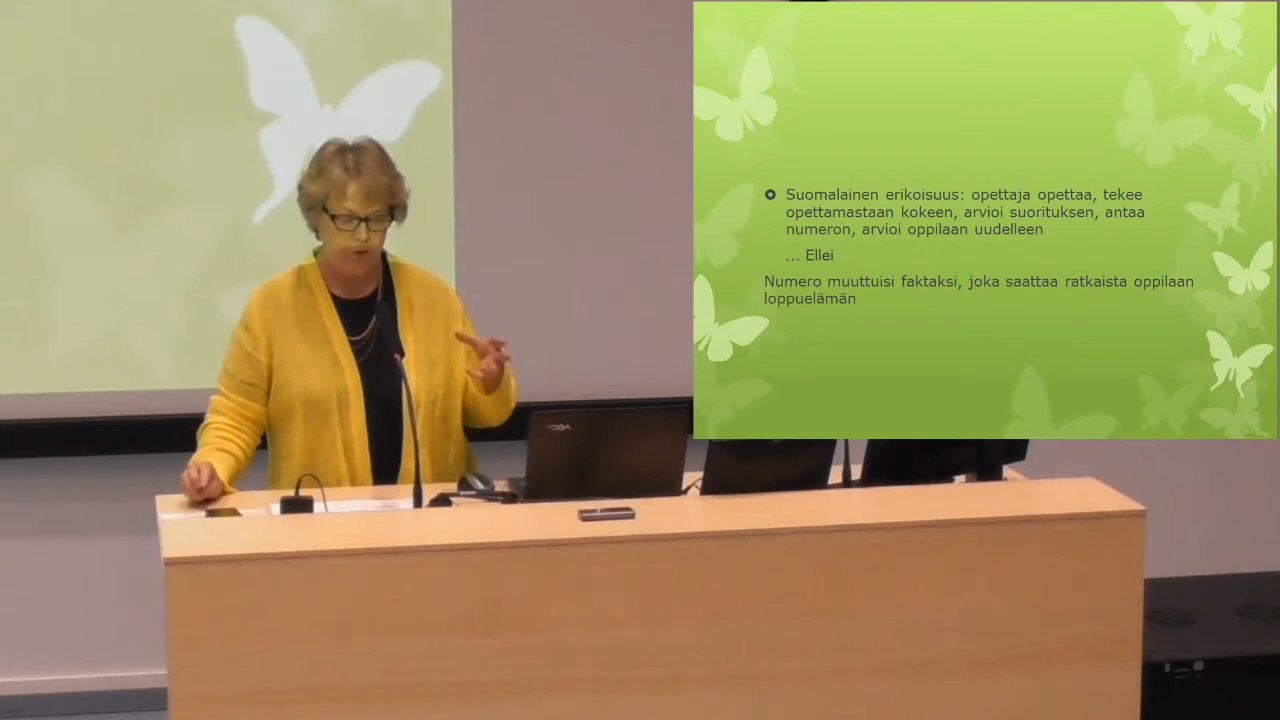 Suomalainen erikoisuus: opettaja opettaa, tekee
opettamastaan kokeen, arvioi suorituksen, antaa
numeron, arvioi oppilaan uudelleen
... Ellei
Numero muuttuisi faktaksi, joka saattaa ratkaista oppilaan
loppuelämän
YOGA